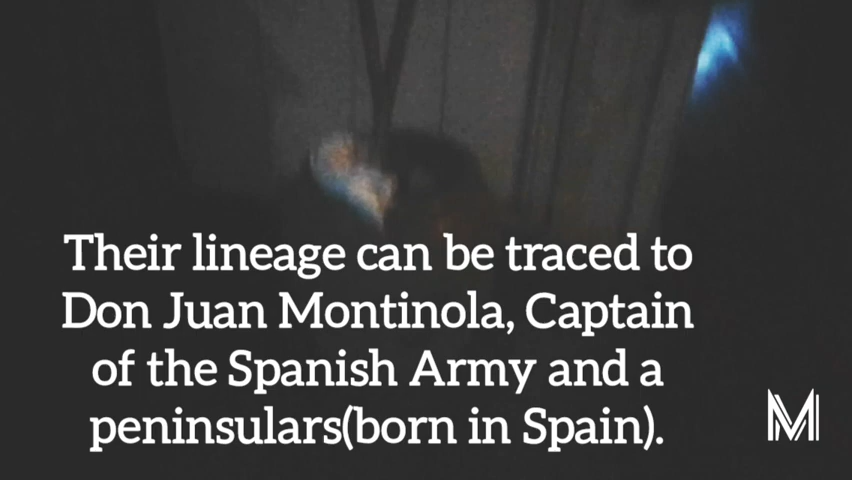 Their lineage can be traced to
Don Juan Montinola, Captain
of the Spanish Army and a
peninsulars(born in Spain).
M